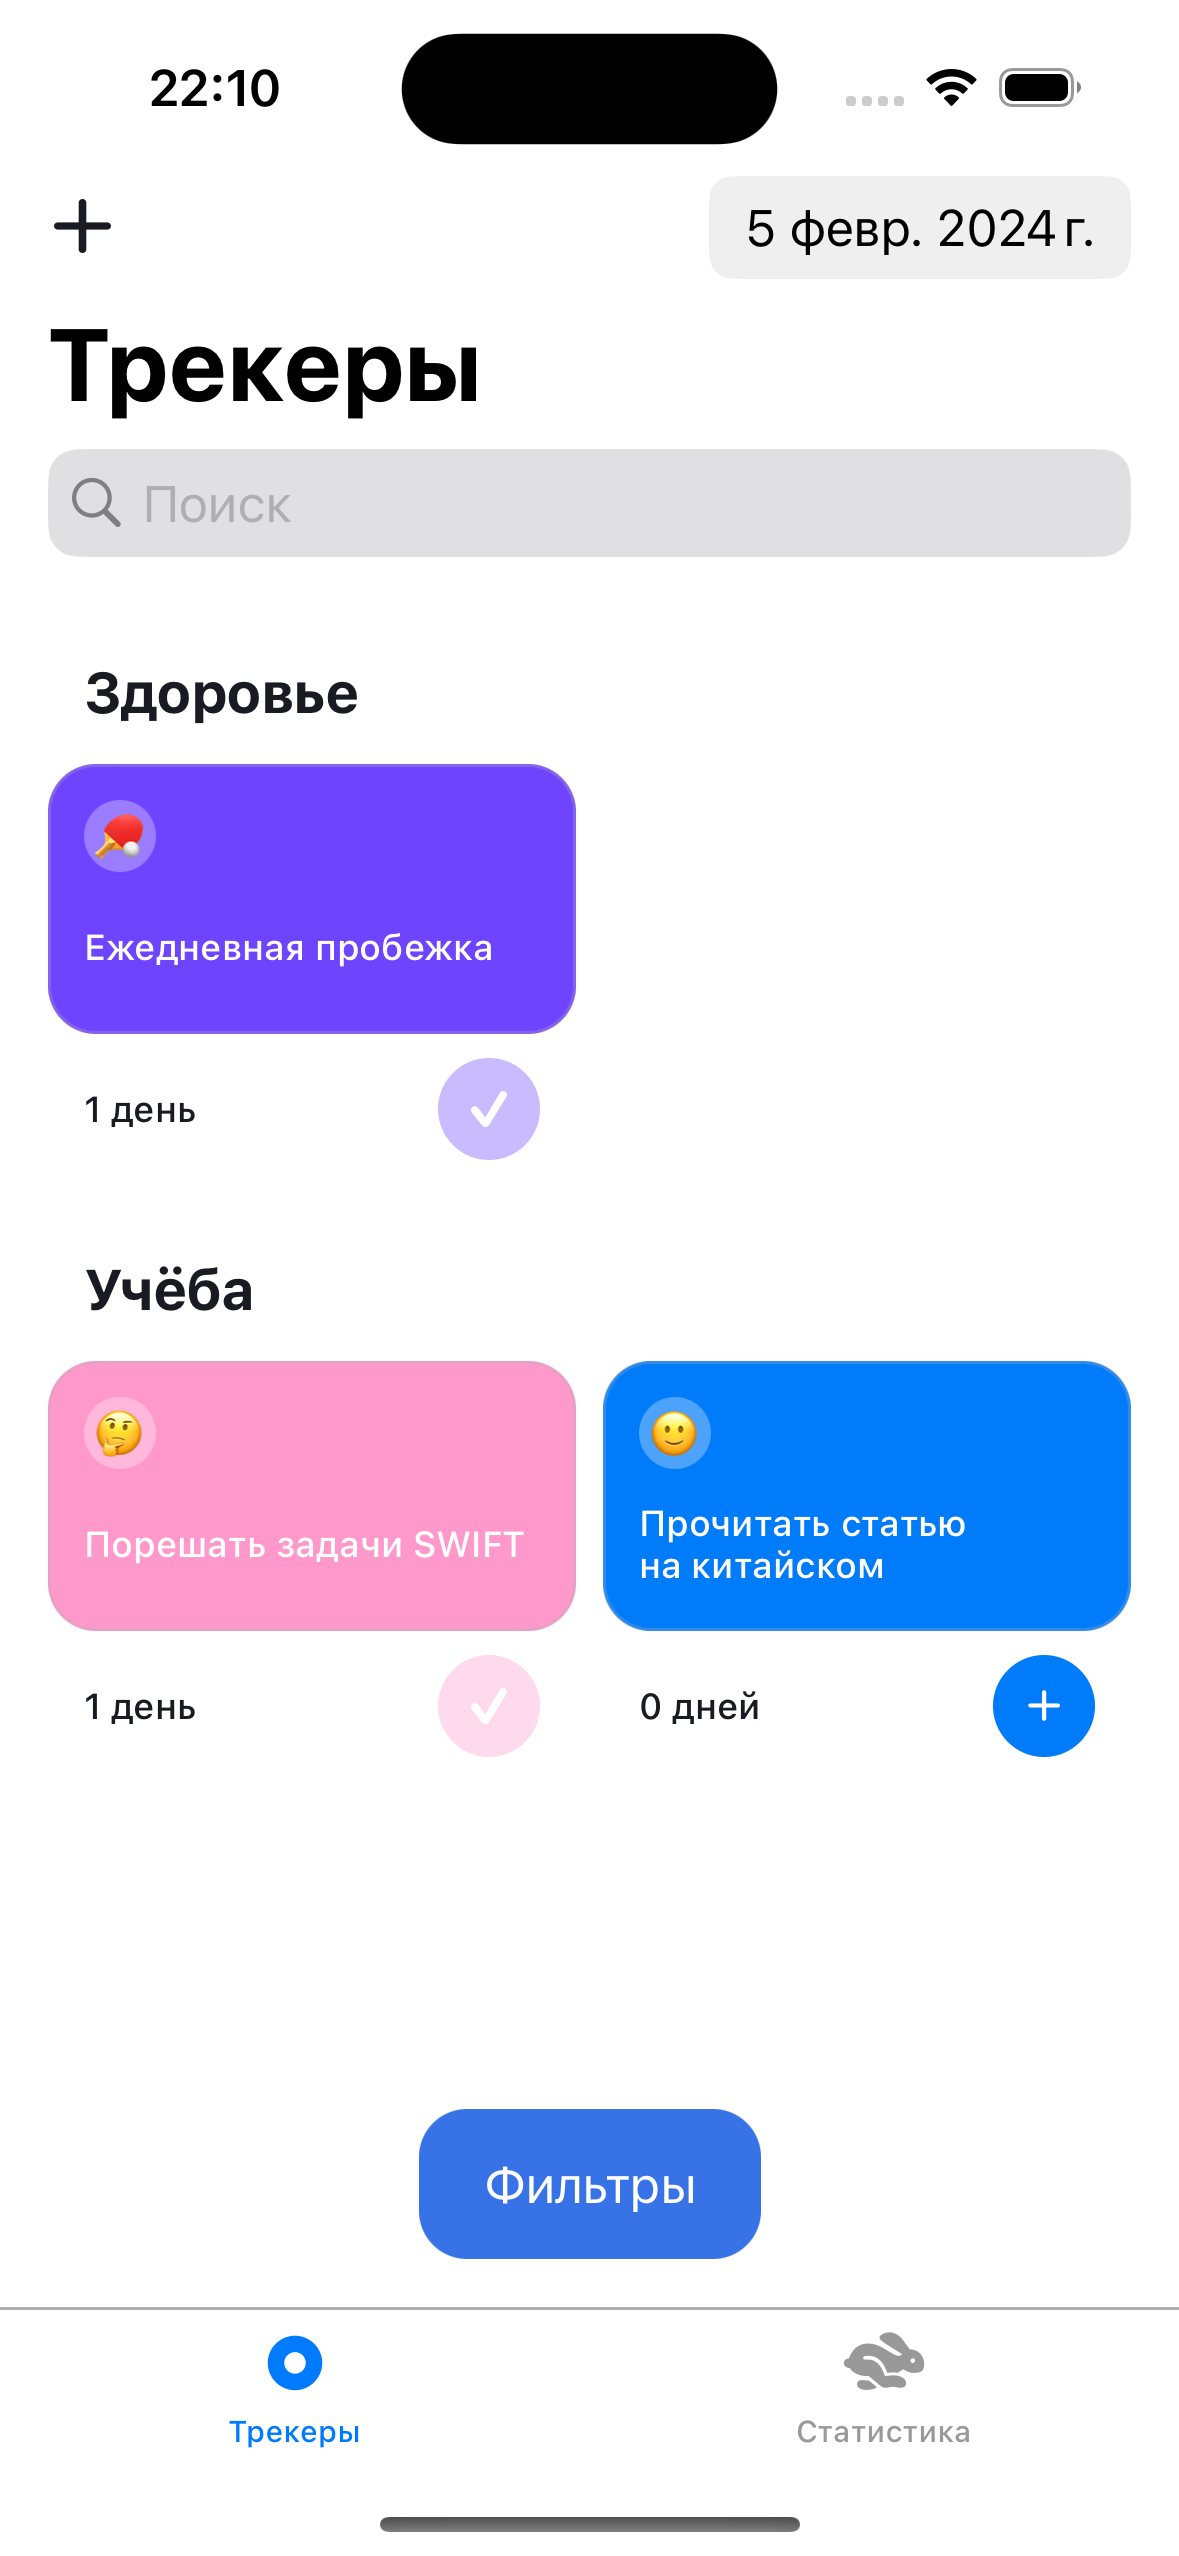 22:10
5 февр. 2024 г.
Трекеры
Поиск
Здоровье
Ежедневная пробежка
1 день
Учёба
Порешать задачи SWIFT
Прочитать статью
на китайском
1 день
0 дней
Фильтры
Трекеры
Статистика